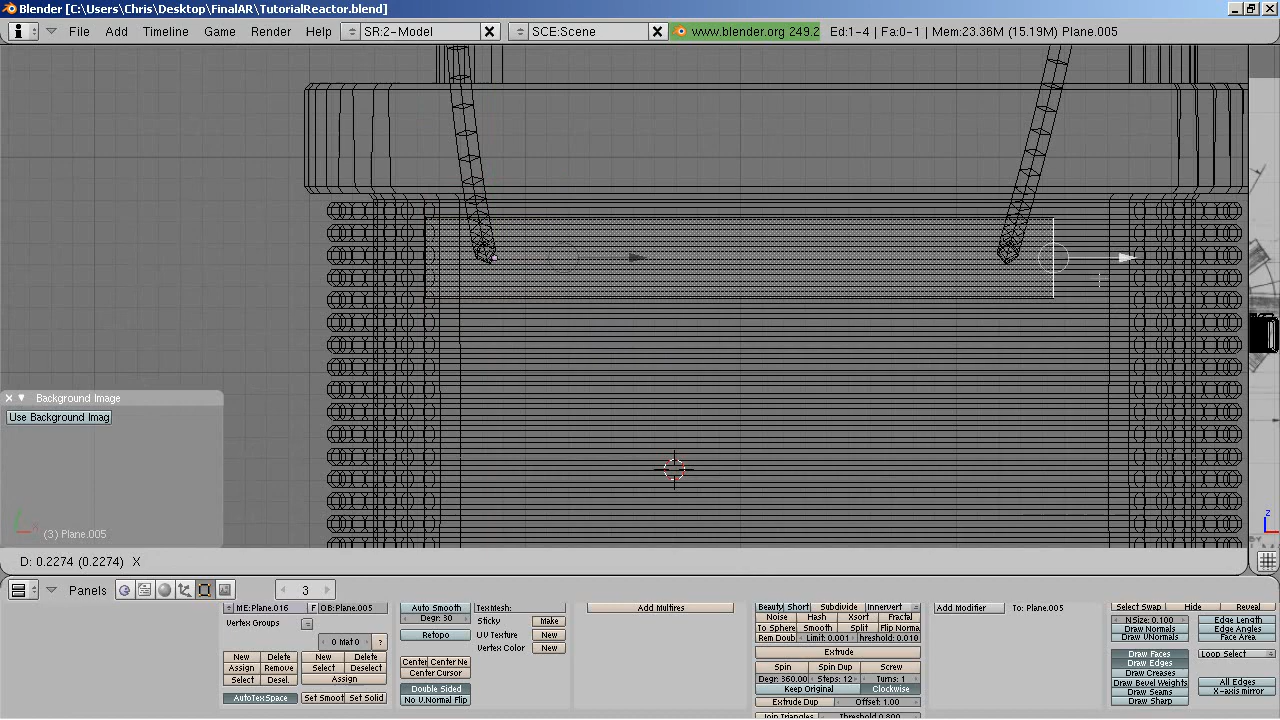 Blender [C:\Users\Chris\Desktop\FinalAR\TutorialReactor.blend]
File Add Timeline Game Render Help SR:2-Model SCE:Scene www.blender.org 249.2 Ed:1-4 | Fa:0-1 | Mem:23.36M (15.19M) Plane.005
Background Image
Use Background Imag
(3) Plane.005
Z
X
BY
D: 0.2274 (0.2274) X
Panels 3
ME:Plane.016 F OB:Plane.005
Vertex Groups
0 Mat 0 ?
New Delete New Delete
Assign Remove Select Deselect
Select Desel. Assign
AutoTexSpace Set Smoot Set Solid
Auto Smooth TexMesh:
Degr: 30 Sticky Make
Retopo UV Texture New
Vertex Color New
Center Center Ne
Center Cursor
Double Sided
No V.Normal Flip
Add Multires
Beauty Short Subdivide Innervert
Noise Hash Xsort Fractal
To Sphere Smooth Split Flip Norma
Rem Doub Limit: 0.001 hreshold: 0.010
Extrude
Spin Spin Dup Screw
Degr: 360.00 Steps: 12 Turns: 1
Keep Original Clockwise
Extrude Dup Offset: 1.00
Join Triangles Threshold 0.800
Add Modifier To: Plane.005
Select Swap Hide Reveal
NSize: 0.100 Edge Length
Draw Normals Edge Angles
Draw VNormals Face Area
Draw Faces Loop Select
Draw Edges
Draw Creases
Draw Bevel Weights All Edges
Draw Seams X-axis mirror
Draw Sharp